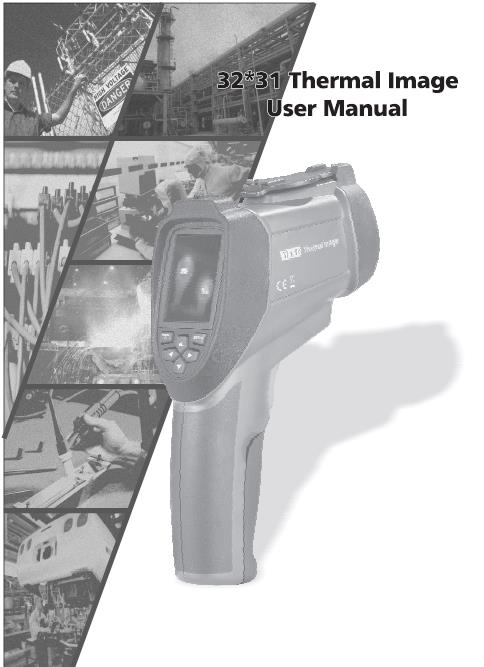 32*31 Thermal Image
User Manual
HIGH VOLTAGE
DANGER
Thermal Image
CE